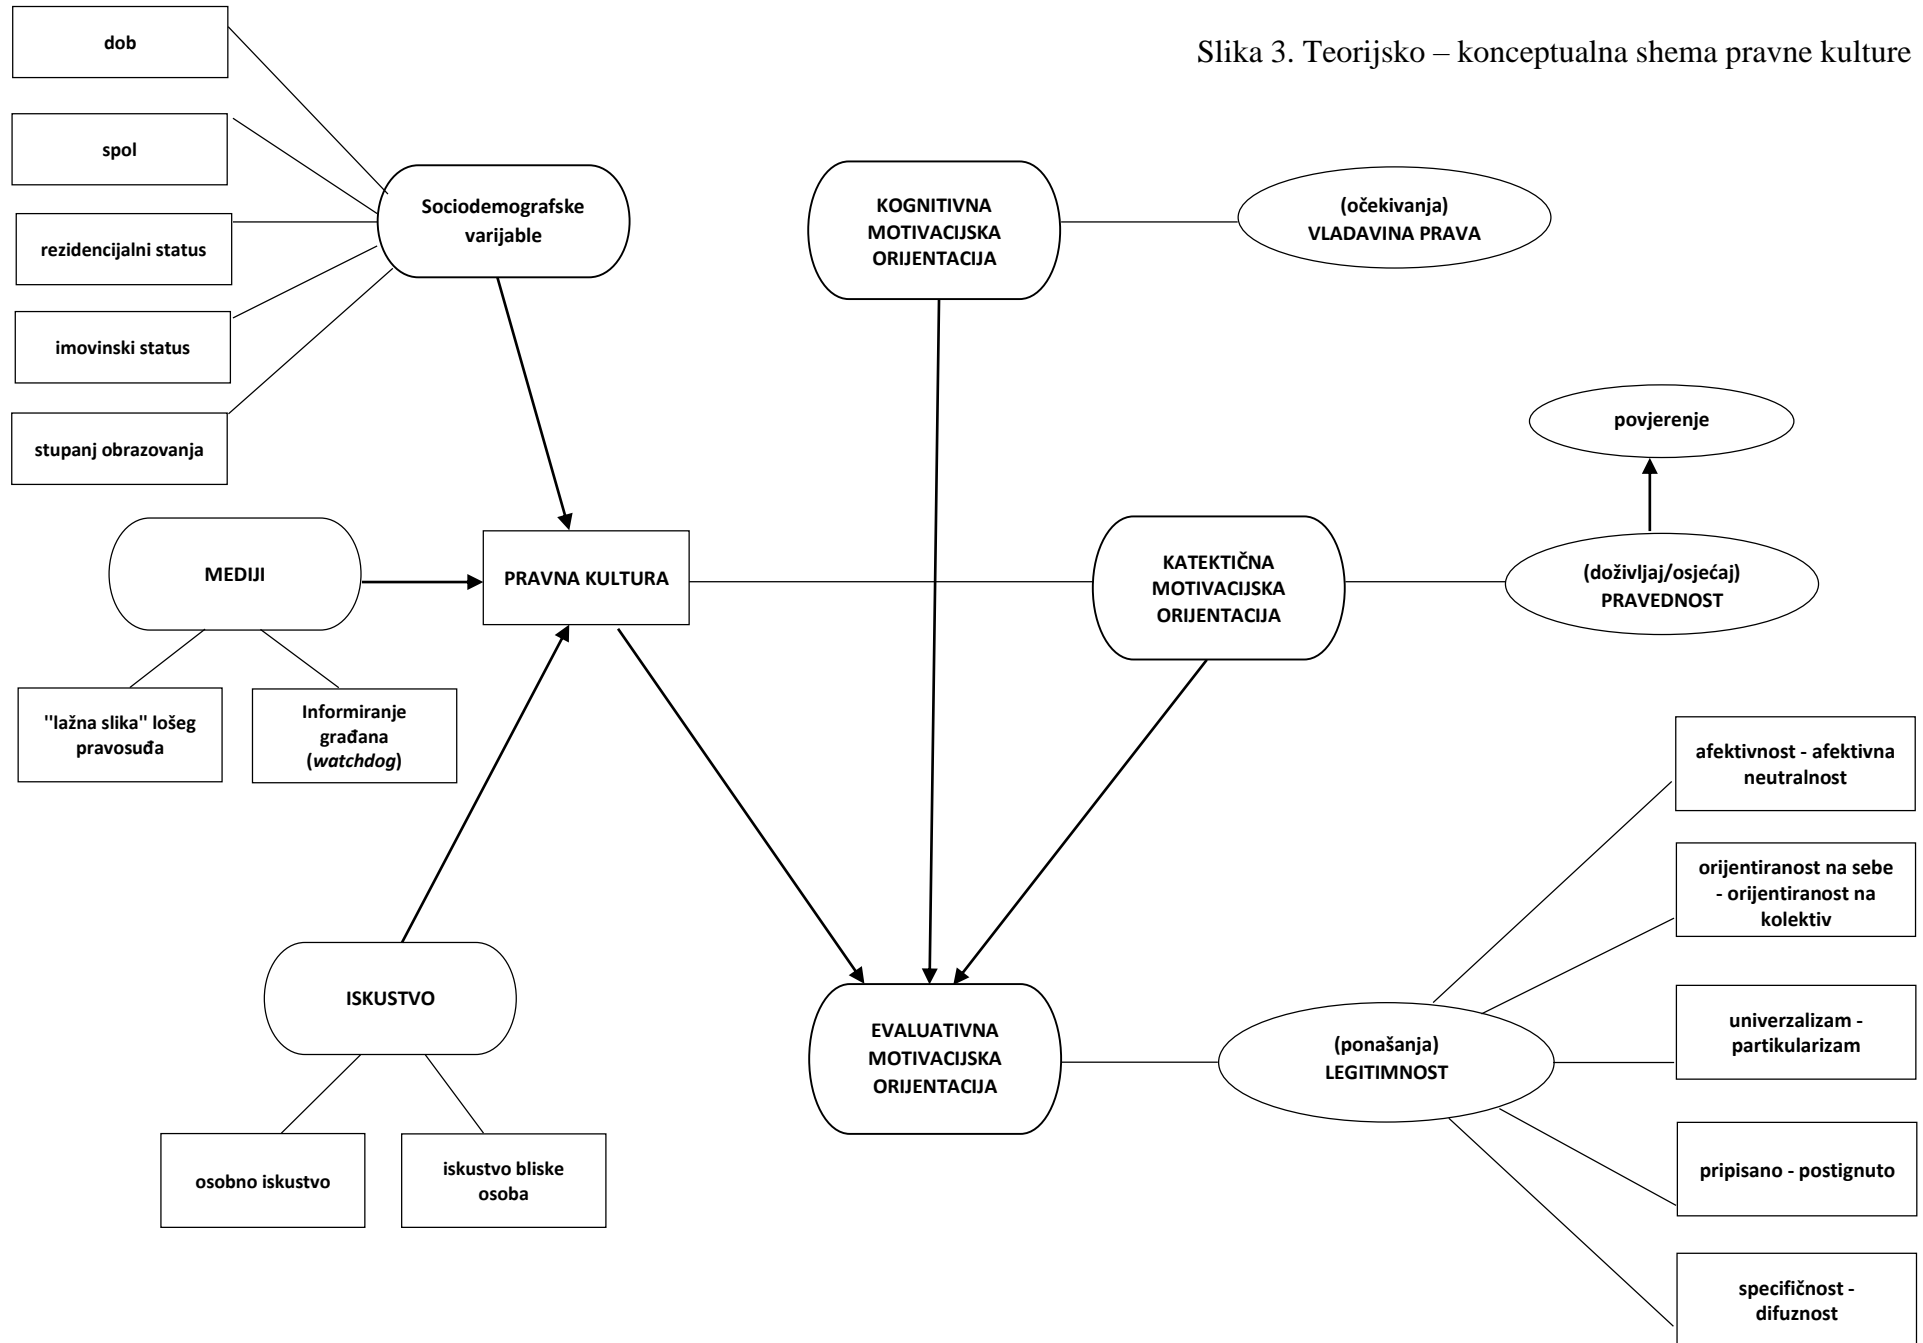 Slika 3. Teorijsko – konceptualna shema pravne kulture
dob
spol
rezidencijalni status
imovinski status
stupanj obrazovanja
Sociodemografske
varijable
KOGNITIVNA
MOTIVACIJSKA
ORIJENTACIJA
(očekivanja)
VLADAVINA PRAVA
povjerenje
MEDIJI
PRAVNA KULTURA
KATEKTIČNA
MOTIVACIJSKA
ORIJENTACIJA
(doživljaj/osjećaj)
PRAVEDNOST
"lažna slika" lošeg
pravosuđa
Informiranje
građana
(watchdog)
afektivnost - afektivna
neutralnost
orijentiranost na sebe
- orijentiranost na
kolektiv
ISKUSTVO
EVALUATIVNA
MOTIVACIJSKA
ORIJENTACIJA
(ponašanja)
LEGITIMNOST
univerzalizam -
partikularizam
osobno iskustvo
iskustvo bliske
osoba
pripisano - postignuto
specifičnost -
difuznost